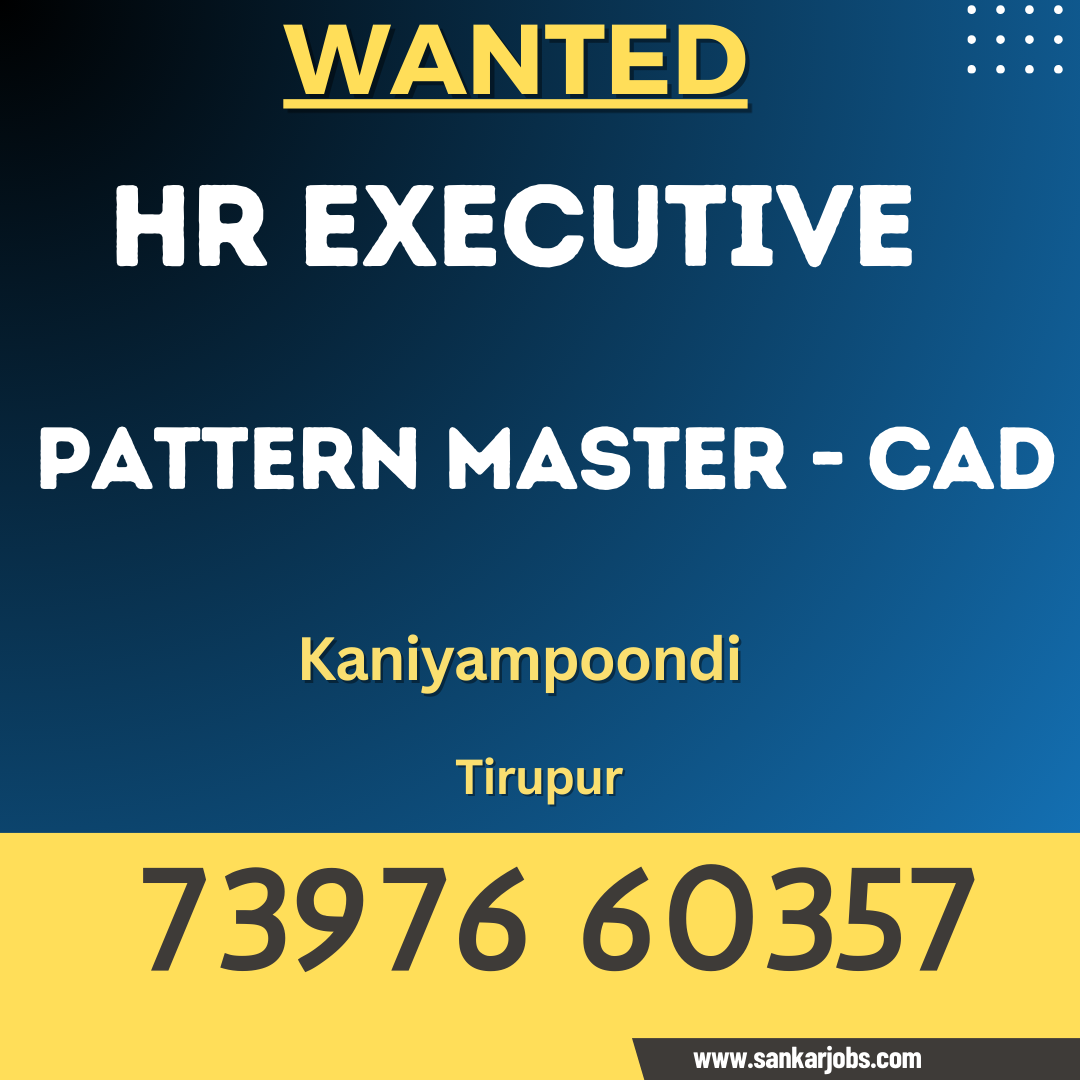 WANTED
HR EXECUTIVE
PATTERN MASTER - CAD
Kaniyampoondi
Tirupur
73976 60357
www.sankarjobs.com